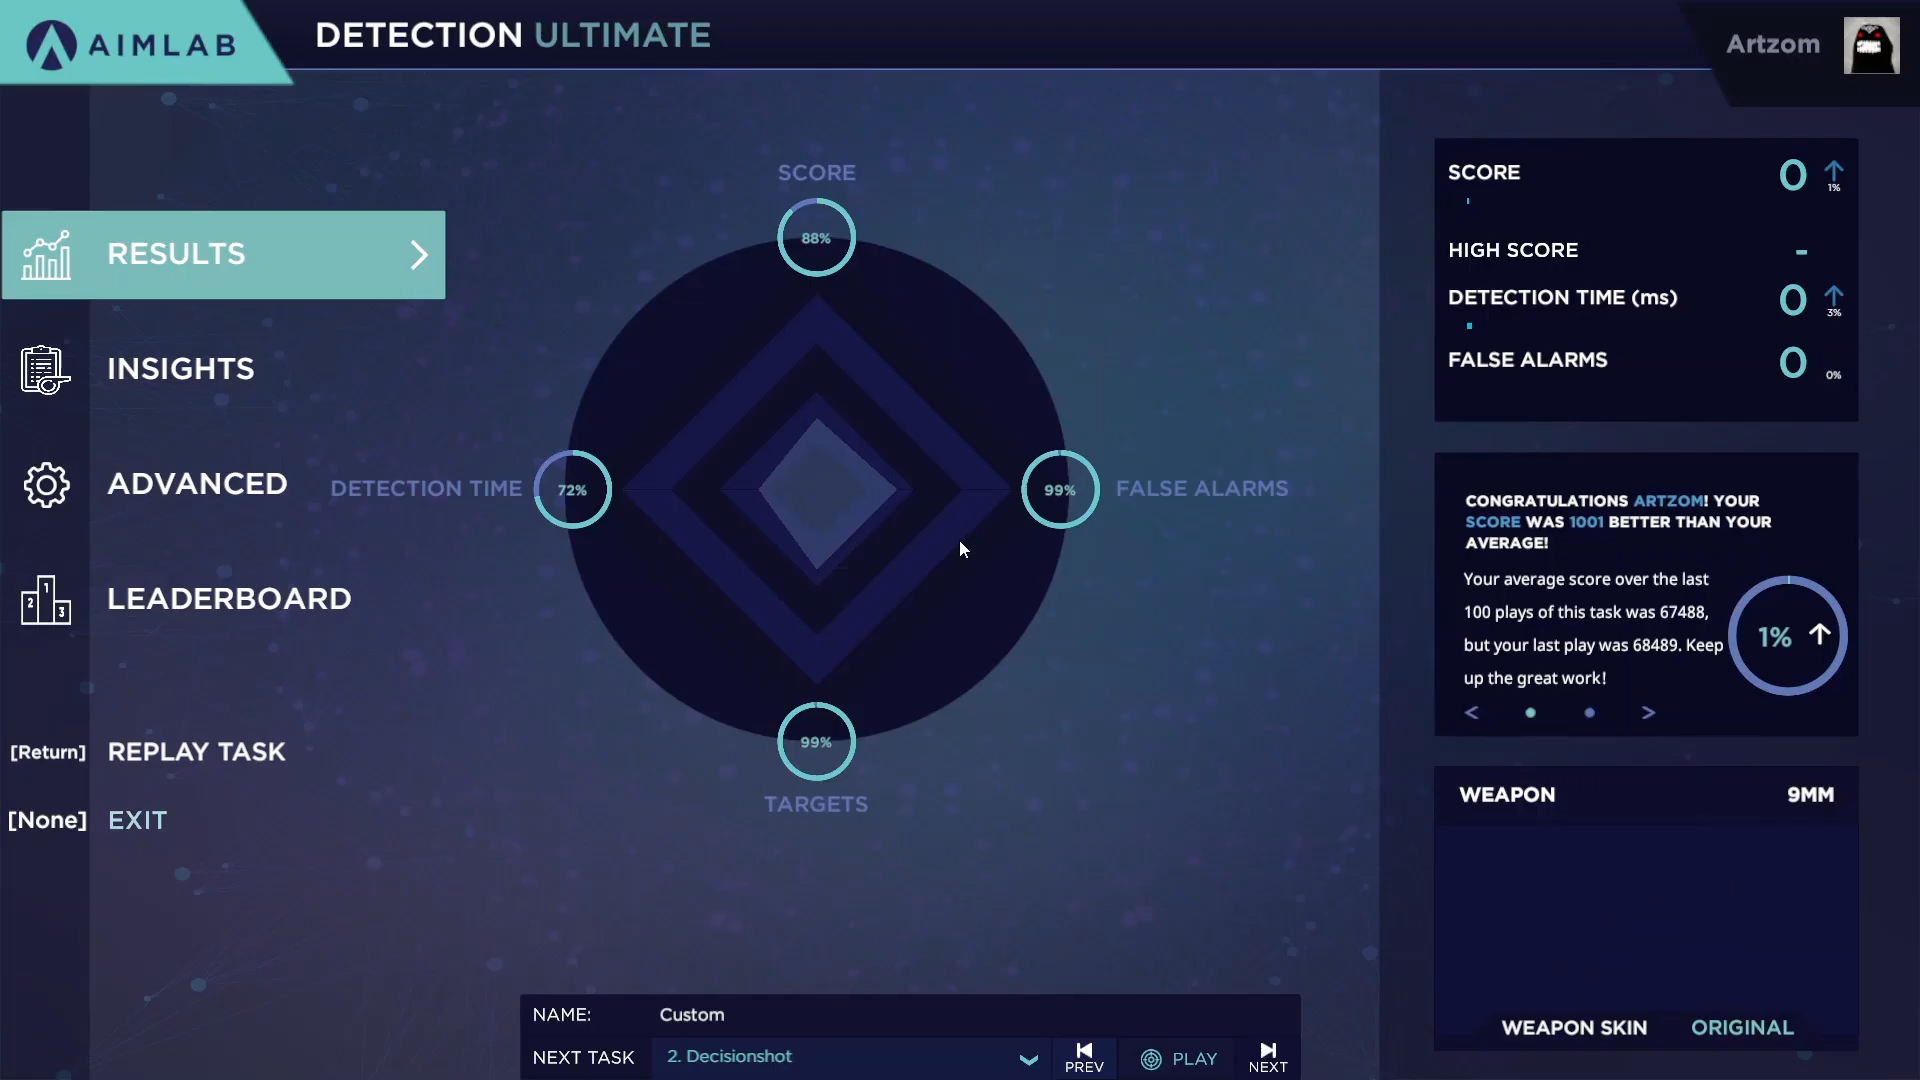 AIMLAB
DETECTION ULTIMATE
Artzom
RESULTS
INSIGHTS
ADVANCED
LEADERBOARD
[Return] REPLAY TASK
[None] EXIT
SCORE
88%
DETECTION TIME
72%
99%
FALSE ALARMS
99%
TARGETS
SCORE 0 1%
HIGH SCORE -
DETECTION TIME (ms) 0 3%
FALSE ALARMS 0 0%
CONGRATULATIONS ARTZOM! YOUR
SCORE WAS 1001 BETTER THAN YOUR
AVERAGE!
Your average score over the last
100 plays of this task was 67488,
but your last play was 68489. Keep
up the great work!
1%
< >
WEAPON 9MM
WEAPON SKIN ORIGINAL
NAME: Custom
NEXT TASK 2. Decisionshot
PREV
PLAY
NEXT